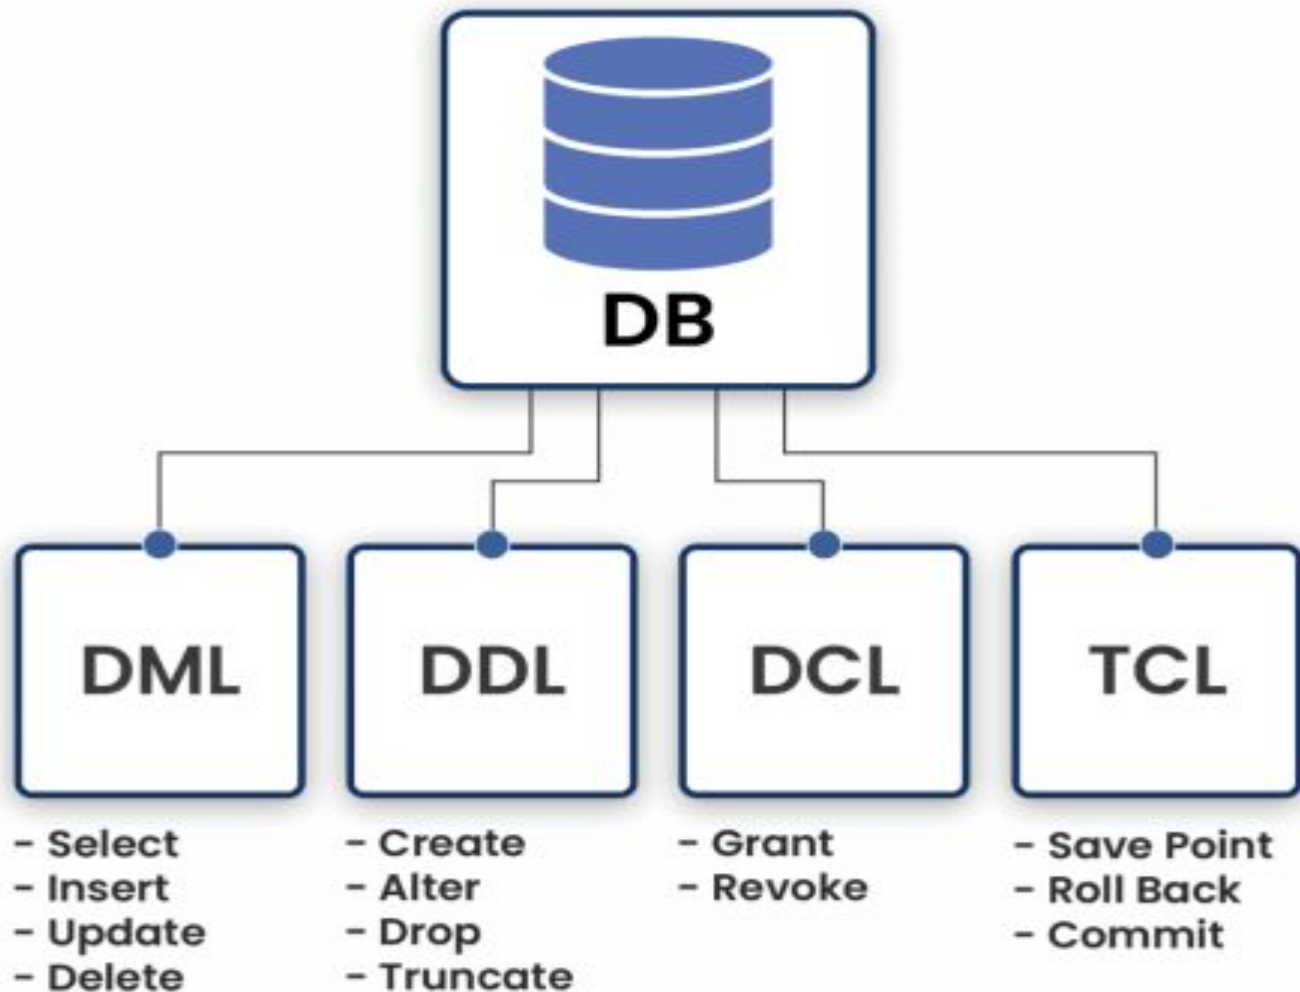 DB
DML
DDL
DCL
TCL
- Select
- Insert
- Update
- Delete
- Create
- Alter
- Drop
- Truncate
- Grant
- Revoke
- Save Point
- Roll Back
- Commit